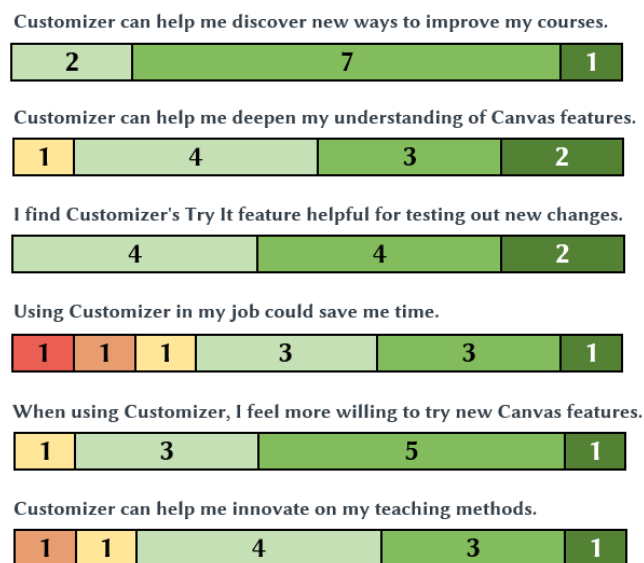 Customizer can help me discover new ways to improve my courses.
2 7 1
Customizer can help me deepen my understanding of Canvas features.
1 4 3 2
I find Customizer's Try It feature helpful for testing out new changes.
4 4 2
Using Customizer in my job could save me time.
1 1 1 3 3 1
When using Customizer, I feel more willing to try new Canvas features.
1 3 5 1
Customizer can help me innovate on my teaching methods.
1 1 4 3 1